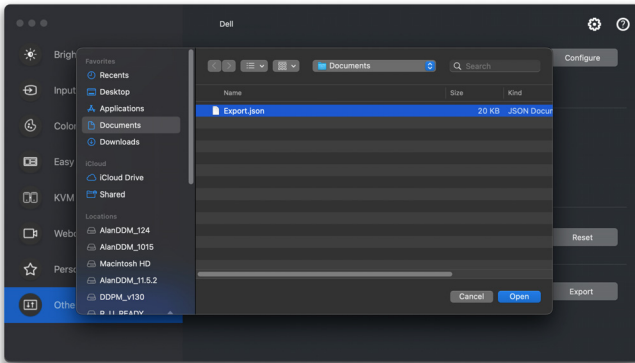 Dell
Brigh
Input
Color
Easy
KVM
Webc
Perso
Othe
Configure
Reset
Export
Favorites
Recents
Desktop
Applications
Documents
Downloads
iCloud
iCloud Drive
Shared
Locations
AlanDDM_124
AlanDDM_1015
Macintosh HD
AlanDDM_11.5.2
DDPM_v130
Documents
Search
Name Size Kind
Export.json 20 KB JSON Docur
Cancel Open